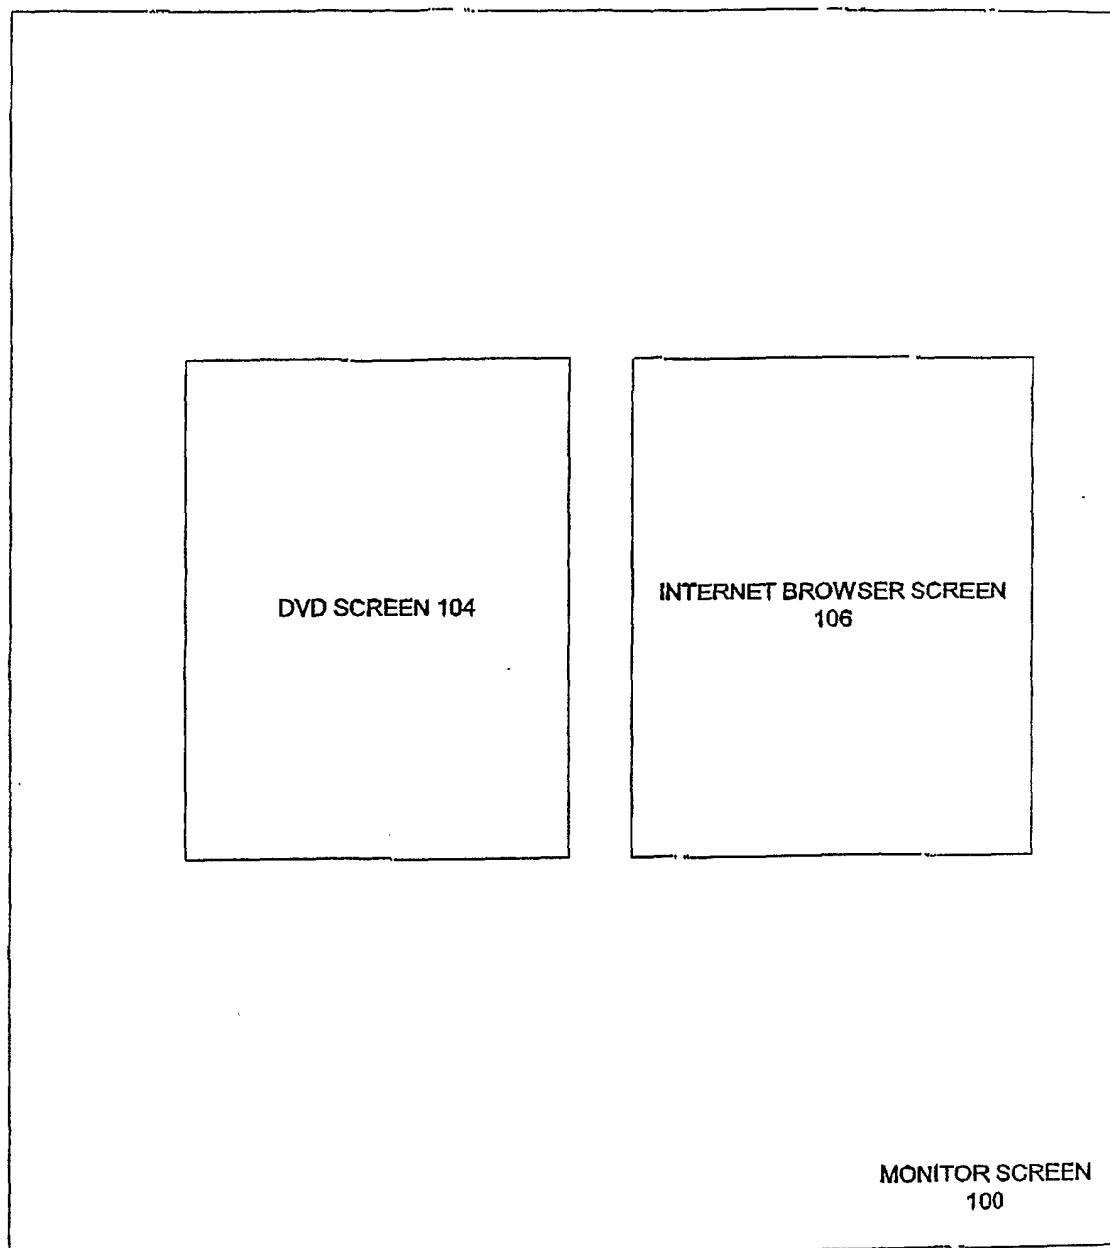 DVD SCREEN 104
INTERNET BROWSER SCREEN
106
MONITOR SCREEN
100